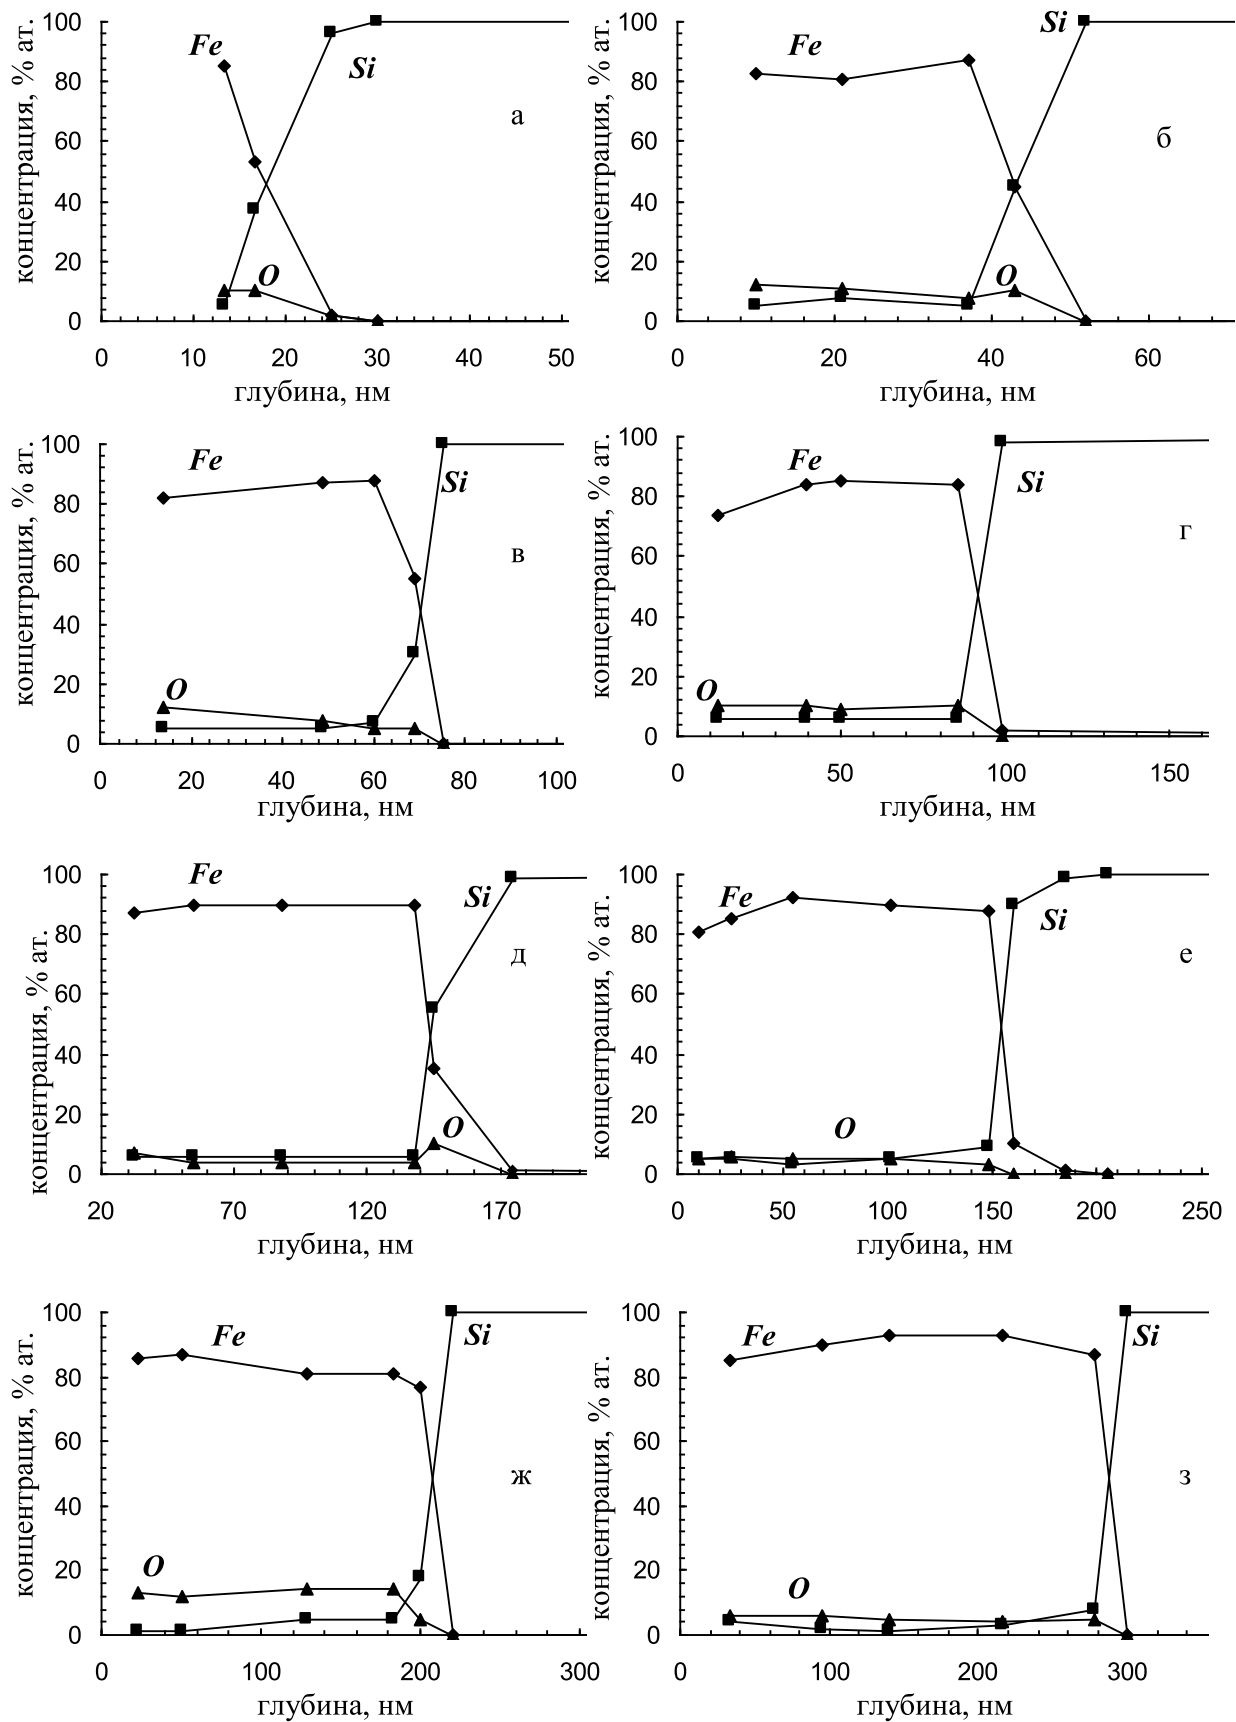 концентрация, % ат.
100
80
60
40
20
0
Fe
Si
O
а
0 10 20 30 40 50
глубина, нм
концентрация, % ат.
100
80
60
40
20
0
Fe
Si
O
б
0 20 40 60
глубина, нм
концентрация, % ат.
100
80
60
40
20
0
Fe
Si
O
в
0 20 40 60 80 100
глубина, нм
концентрация, % ат.
100
80
60
40
20
0
Fe
Si
O
г
0 50 100 150
глубина, нм
концентрация, % ат.
100
80
60
40
20
0
Fe
Si
O
д
20 70 120 170
глубина, нм
концентрация, % ат.
100
80
60
40
20
0
Fe
Si
O
е
0 50 100 150 200 250
глубина, нм
концентрация, % ат.
100
80
60
40
20
0
Fe
Si
O
ж
0 100 200 300
глубина, нм
концентрация, % ат.
100
80
60
40
20
0
Fe
Si
O
з
0 100 200 300
глубина, нм